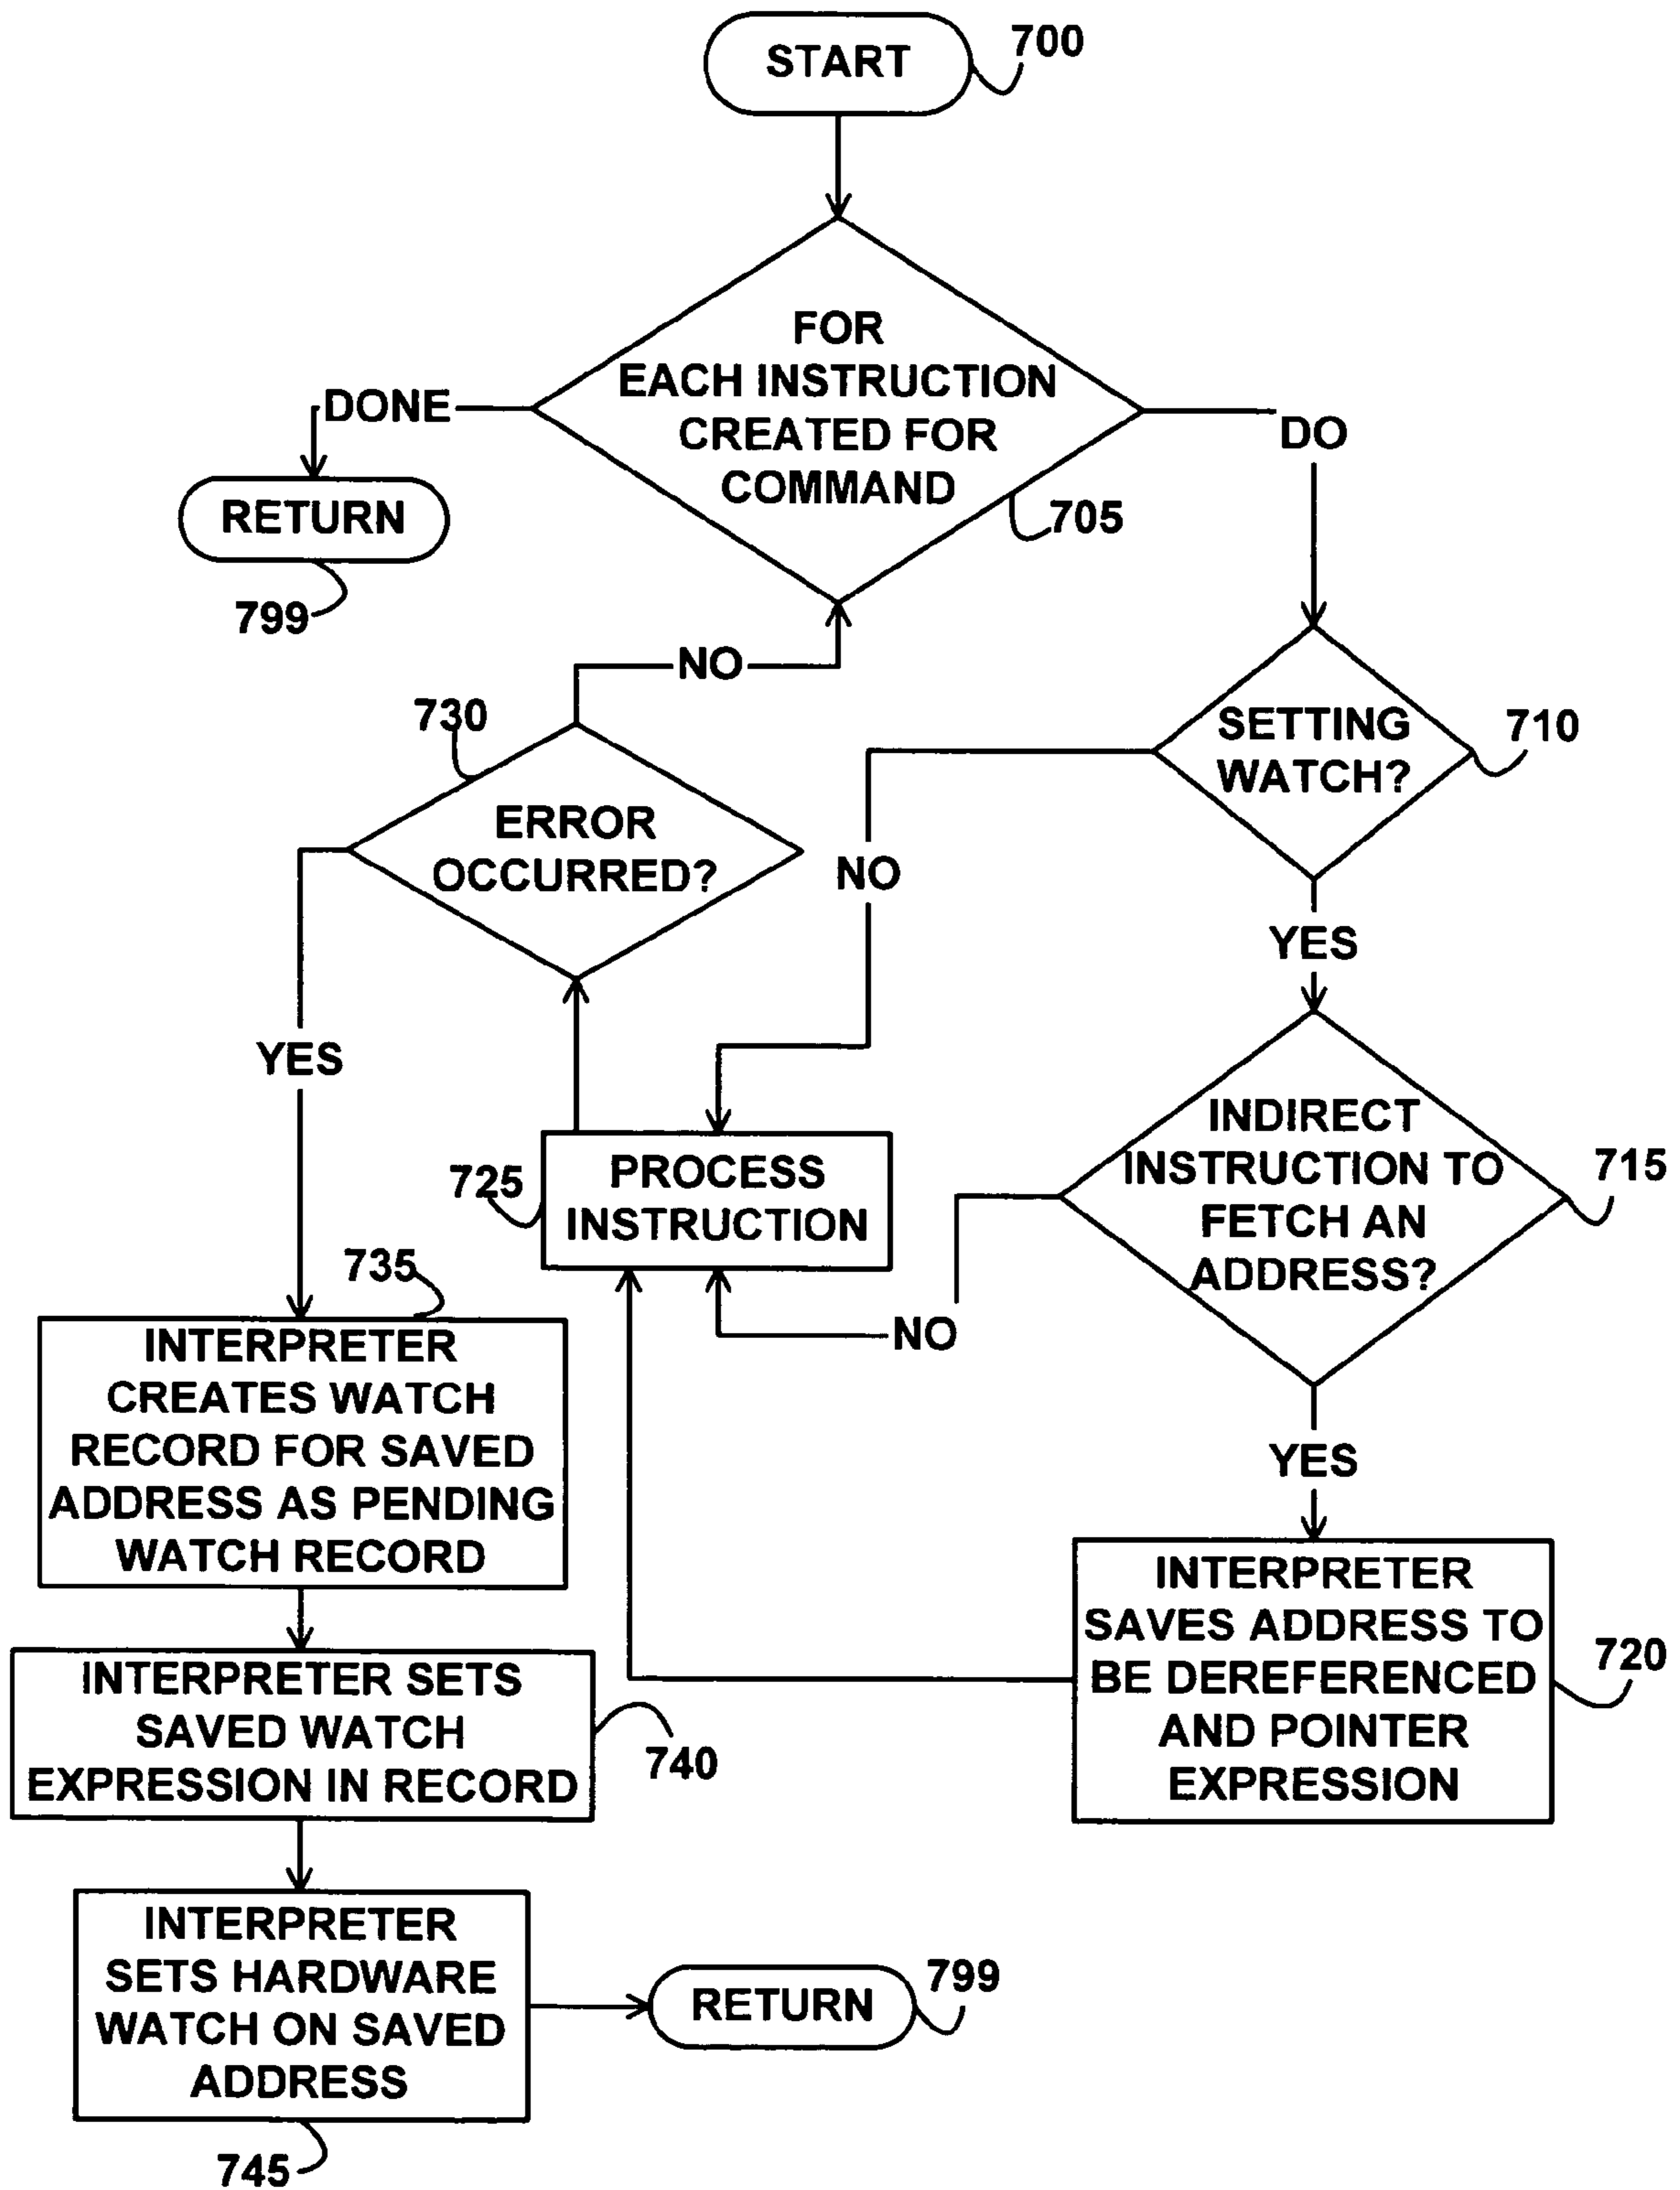 START
700
FOR
EACH INSTRUCTION
CREATED FOR
COMMAND
705
DONE
RETURN
799
DO
NO
730
ERROR
OCCURRED?
SETTING
WATCH?
710
NO
YES
YES
725
PROCESS
INSTRUCTION
INDIRECT
INSTRUCTION TO
FETCH AN
ADDRESS?
715
NO
YES
735
INTERPRETER
CREATES WATCH
RECORD FOR SAVED
ADDRESS AS PENDING
WATCH RECORD
INTERPRETER
SAVES ADDRESS TO
BE DEREFERENCED
AND POINTER
EXPRESSION
720
INTERPRETER SETS
SAVED WATCH
EXPRESSION IN RECORD
740
INTERPRETER
SETS HARDWARE
WATCH ON SAVED
ADDRESS
745
RETURN
799